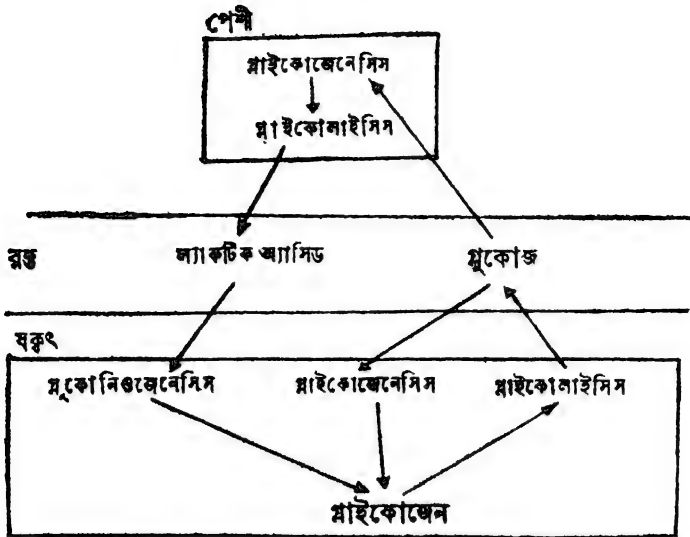 পেশী
গ্লাইকোজেনেসিস
গ্লাইকোলাইসিস
রক্ত
ল্যাকটিক অ্যাসিড
গ্লুকোজ
যকৃৎ
গ্লুকোনিওজেনেসিস
গ্লাইকোজেনেসিস
গ্লাইকোলাইসিস
গ্লাইকোজেন